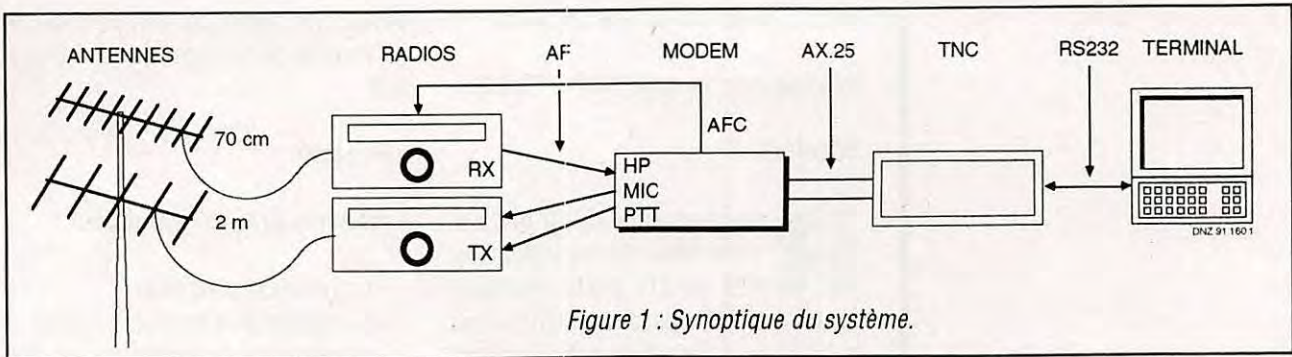 ANTENNES RADIOS AF MODEM AX.25 TNC RS232 TERMINAL
70 cm
2 m
RX
TX
AFC
HP
MIC
PTT
DNZ 91 160 1
Figure 1 : Synoptique du système.